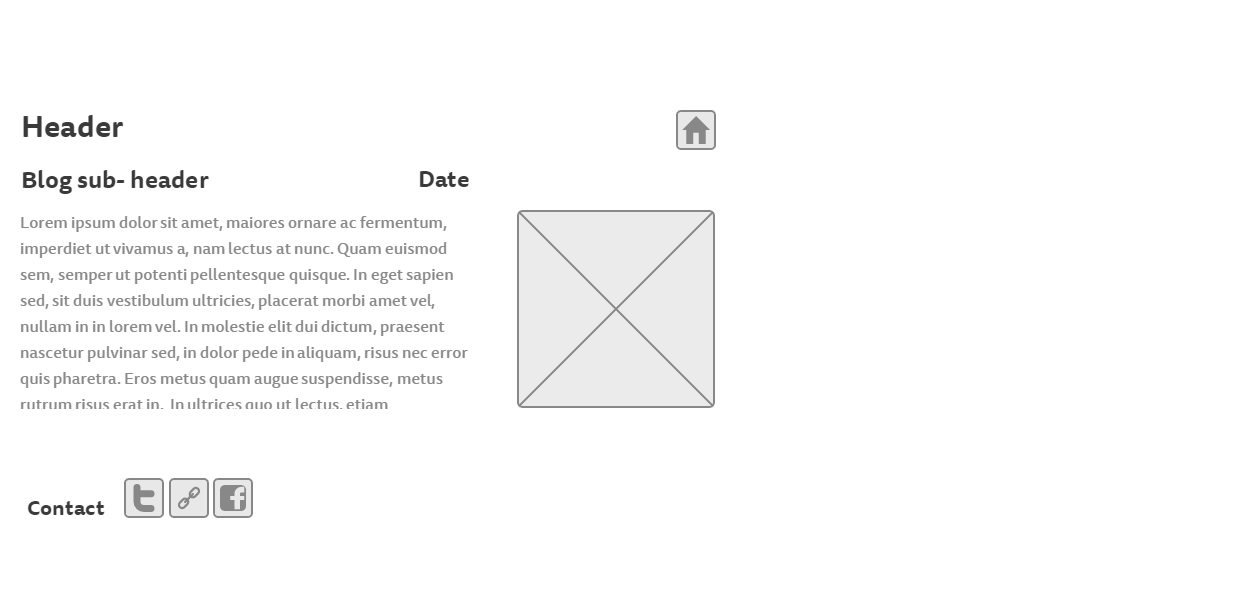 Header
Blog sub- header
Date
Lorem ipsum dolor sit amet, maiores ornare ac fermentum,
imperdiet ut vivamus a, nam lectus at nunc. Quam euismod
sem, semper ut potenti pellentesque quisque. In eget sapien
sed, sit duis vestibulum ultricies, placerat morbi amet vel,
nullam in in lorem vel. In molestie elit dui dictum, praesent
nascetur pulvinar sed, in dolor pede in aliquam, risus nec error
quis pharetra. Eros metus quam augue suspendisse, metus
rutrum risus erat in.  In ultrices quo ut lectus, etiam
Contact